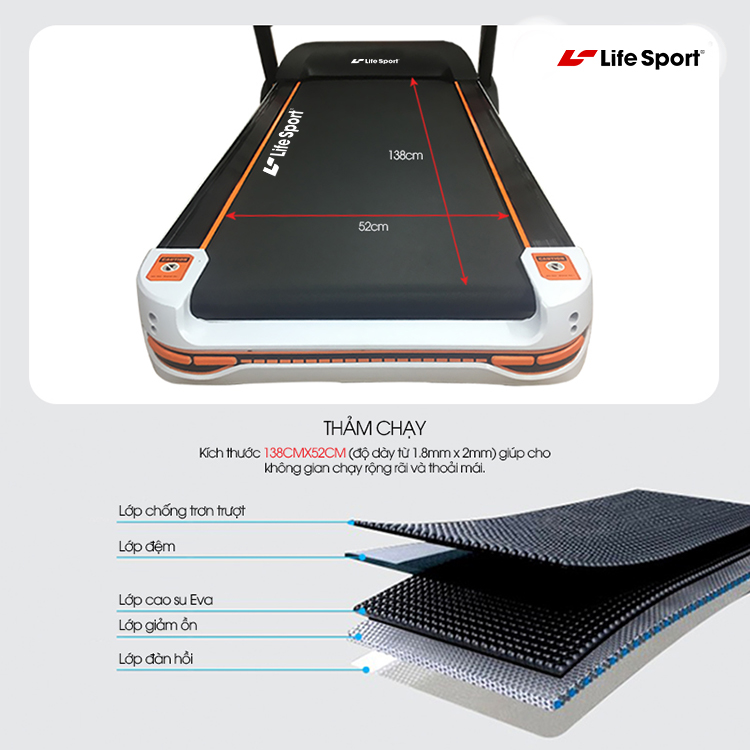 Life Sport
Life Sport®
Life Sport
138cm
52cm
CAUTION
CAUTION
THẢM CHẠY
Kích thước 138CMX52CM (độ dày từ 1.8mm x 2mm) giúp cho
không gian chạy rộng rãi và thoải mái.
Lớp chống trơn trượt
Lớp đệm
Lớp cao su Eva
Lớp giảm ồn
Lớp đàn hồi